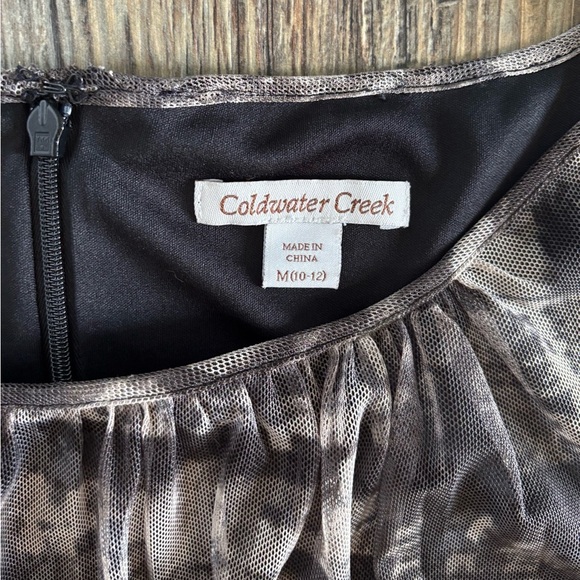 Coldwater Creek
MADE IN
CHINA
M(10-12)